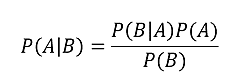 P(A|B) = P(B|A)P(A) / P(B)